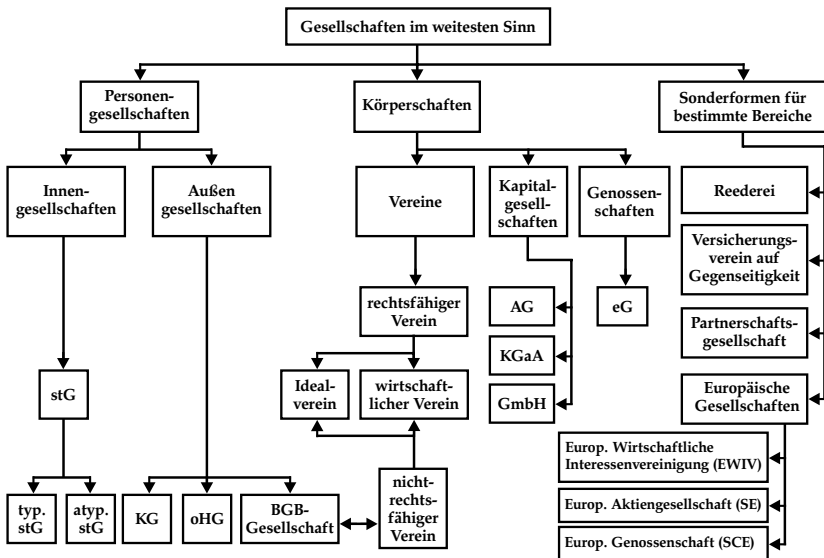 Gesellschaften im weitesten Sinn
Personen-
gesellschaften
Körperschaften
Sonderformen für
bestimmte Bereiche
Innen-
gesellschaften
Außen
gesellschaften
Vereine
Kapital-
gesell-
schaften
Genossen-
schaften
Reederei
Versicherungs-
verein auf
Gegenseitigkeit
rechtsfähiger
Verein
AG
eG
Partnerschafts-
gesellschaft
KGaA
stG
Ideal-
verein
wirtschaft-
licher Verein
GmbH
Europäische
Gesellschaften
Europ. Wirtschaftliche
Interessenvereinigung (EWIV)
typ.
stG
atyp.
stG
KG
oHG
BGB-
Gesellschaft
nicht-
rechts-
fähiger
Verein
Europ. Aktiengesellschaft (SE)
Europ. Genossenschaft (SCE)